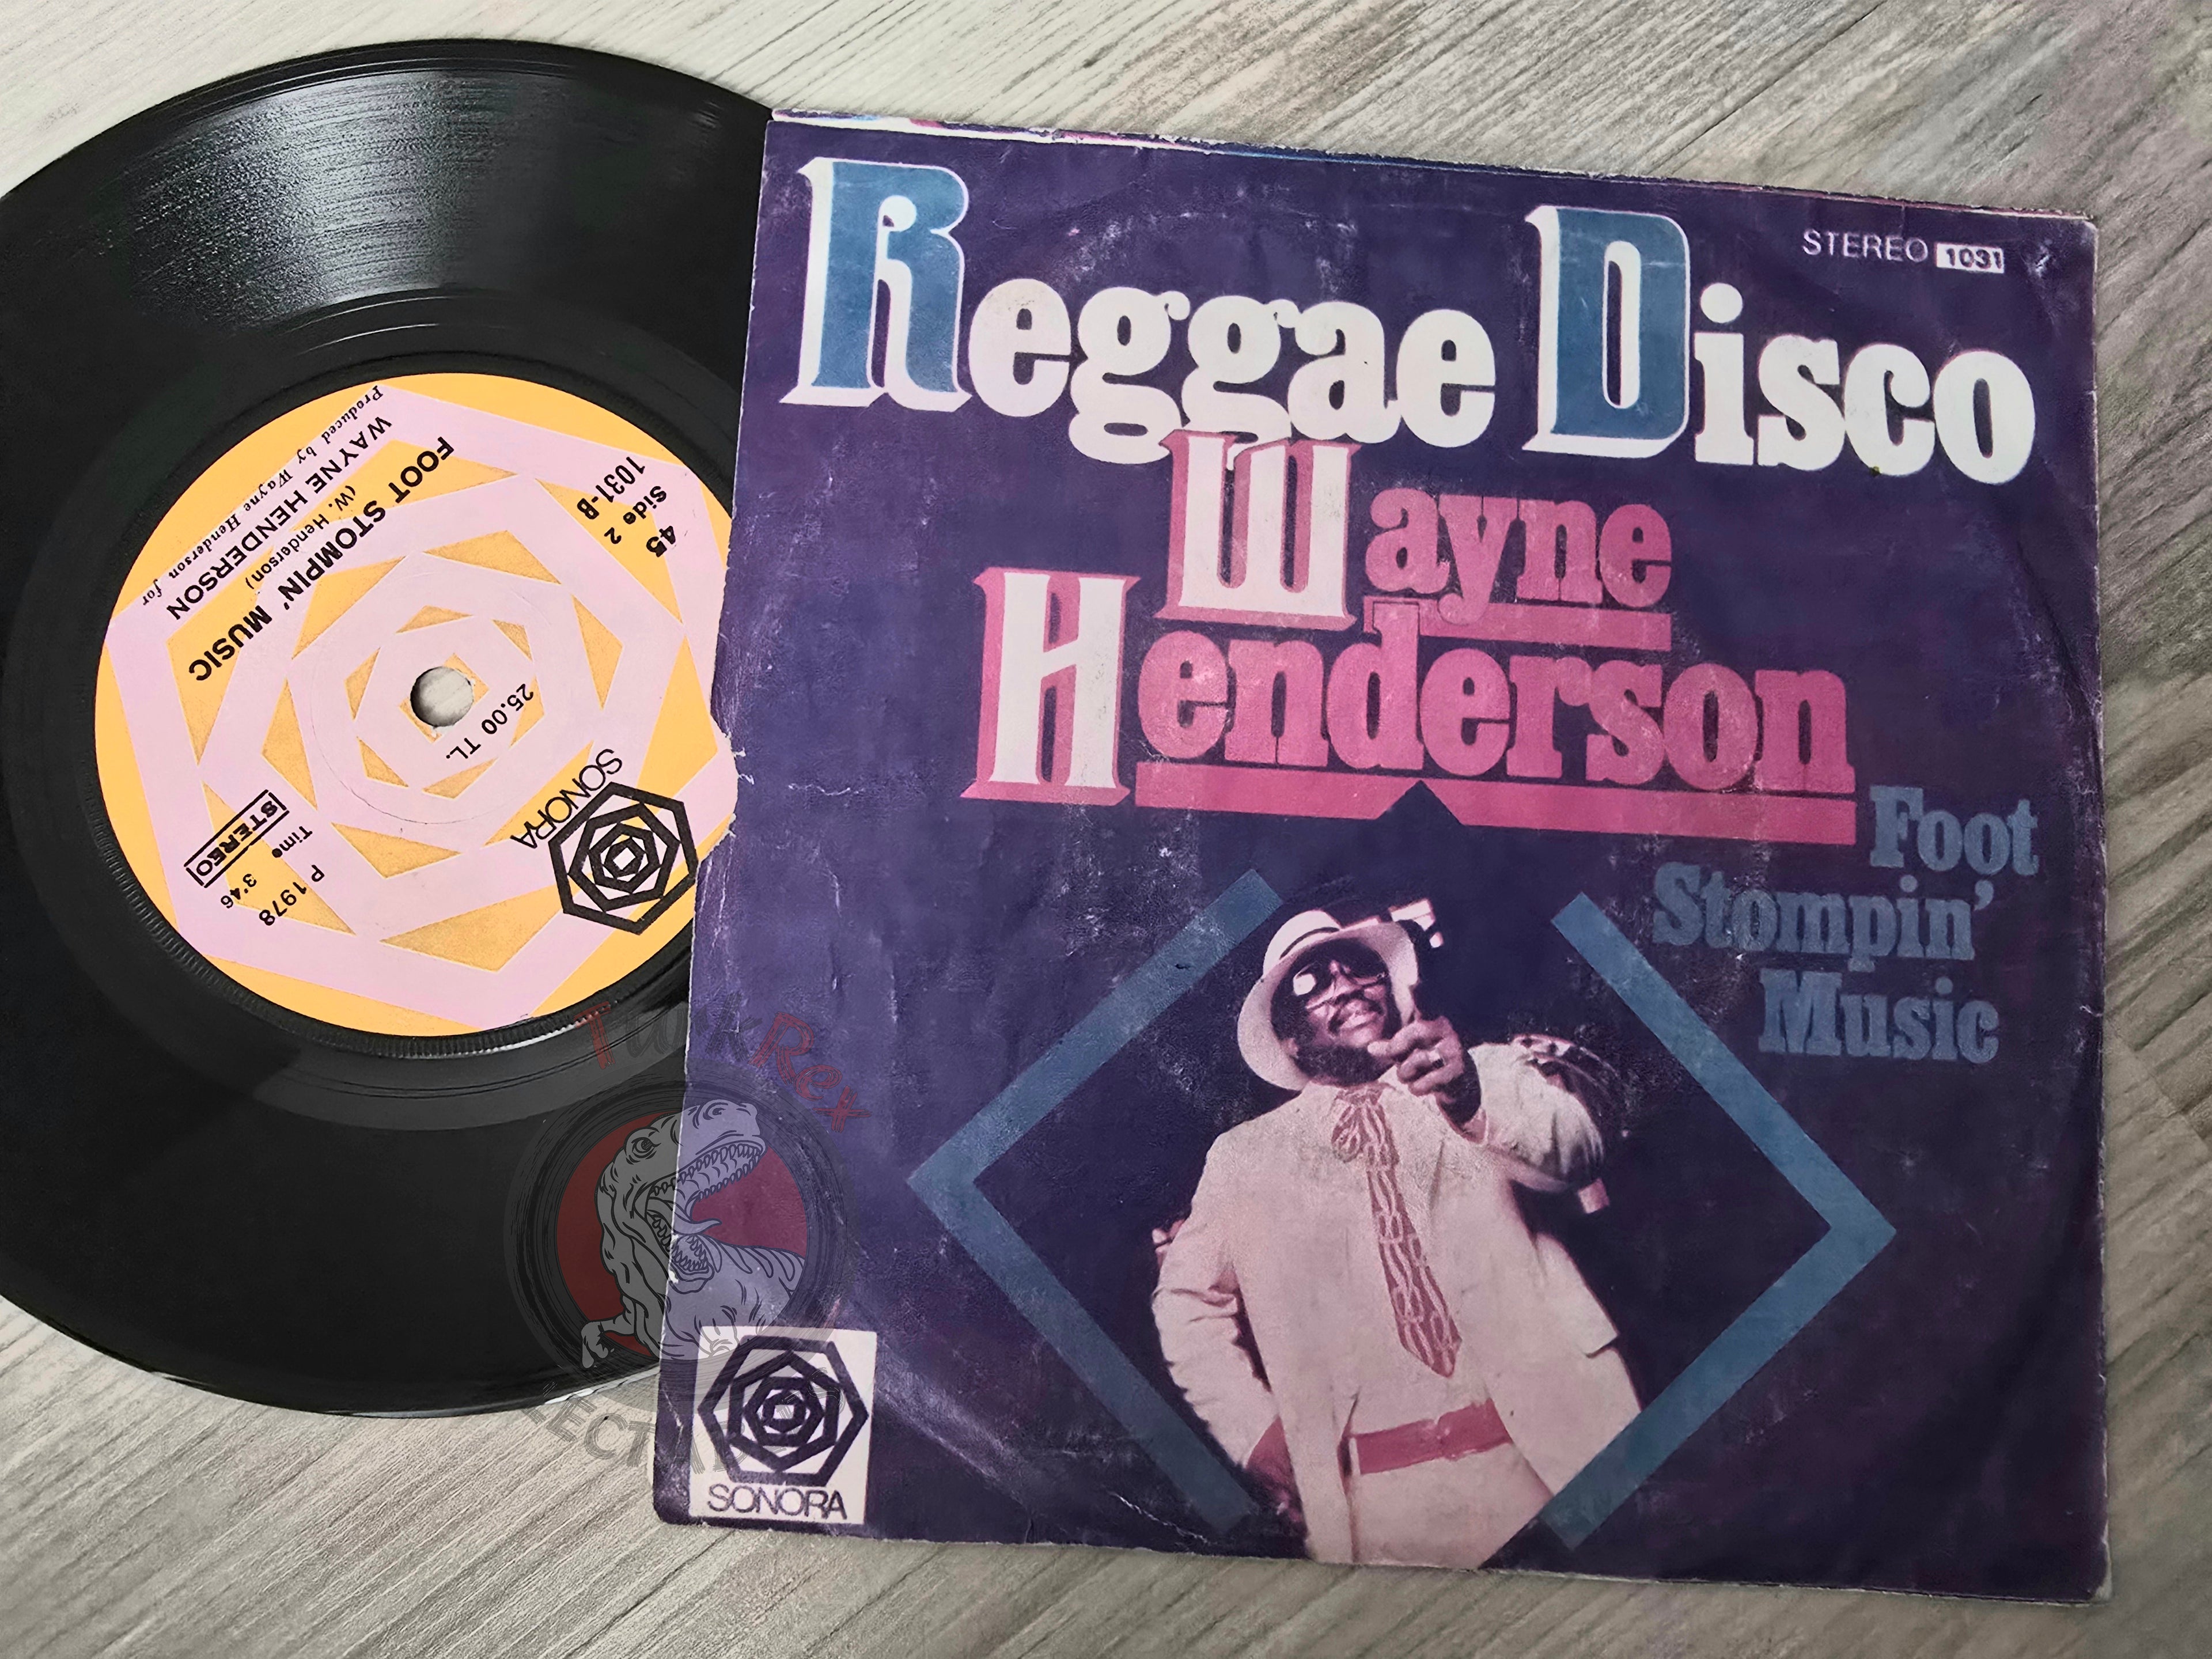 Reggae Disco
STEREO 1031
Wayne
Henderson
Foot
Stompin'
Music
SONORA
45
Side 2
1031-B
FOOT STOMPIN' MUSIC
(W. Henderson)
WAYNE HENDERSON
Produced by Wayne Henderson for
25.00 TL.
SONORA
P 1978
Time 3'46
STEREO
TurkRex